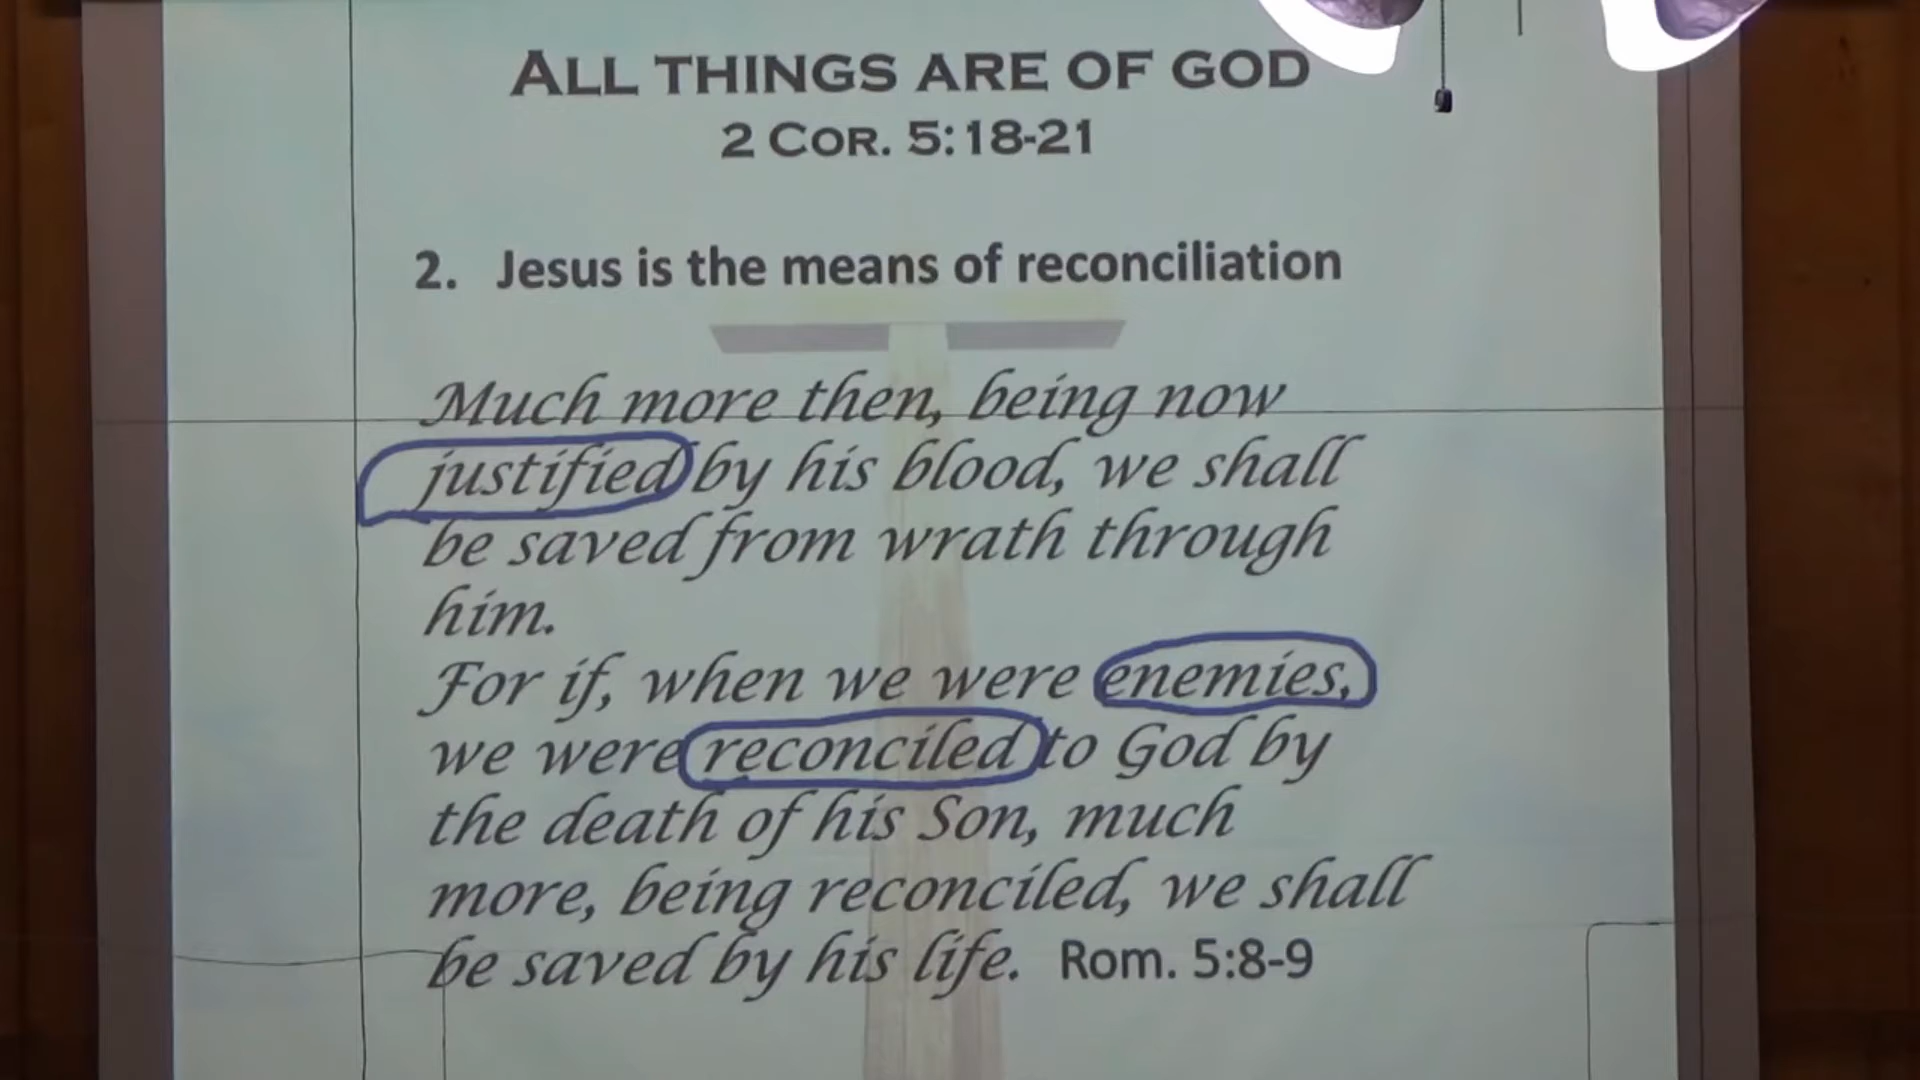 ALL THINGS ARE OF GOD
2 COR. 5:18-21
2. Jesus is the means of reconciliation
Much more then, being now
justified by his blood, we shall
be saved from wrath through
him.
For if, when we were enemies,
we were reconciled to God by
the death of his Son, much
more, being reconciled, we shall
be saved by his life. Rom. 5:8-9